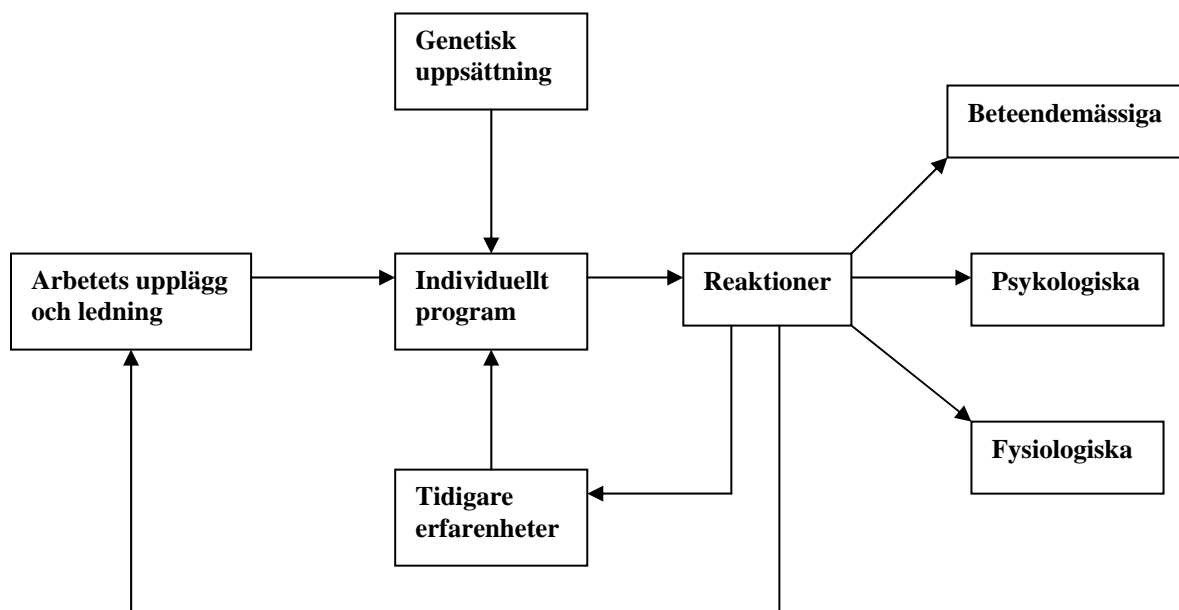 Genetisk
uppsättning
Beteendemässiga
Arbetets upplägg
och ledning
Individuellt
program
Reaktioner
Psykologiska
Fysiologiska
Tidigare
erfarenheter